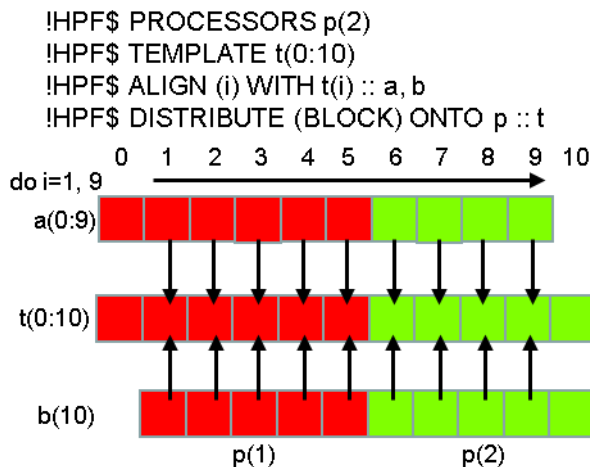 !HPF$ PROCESSORS p(2)
!HPF$ TEMPLATE t(0:10)
!HPF$ ALIGN (i) WITH t(i) :: a, b
!HPF$ DISTRIBUTE (BLOCK) ONTO p :: t
0 1 2 3 4 5 6 7 8 9 10
do i=1, 9
a(0:9)
t(0:10)
b(10)
p(1) p(2)